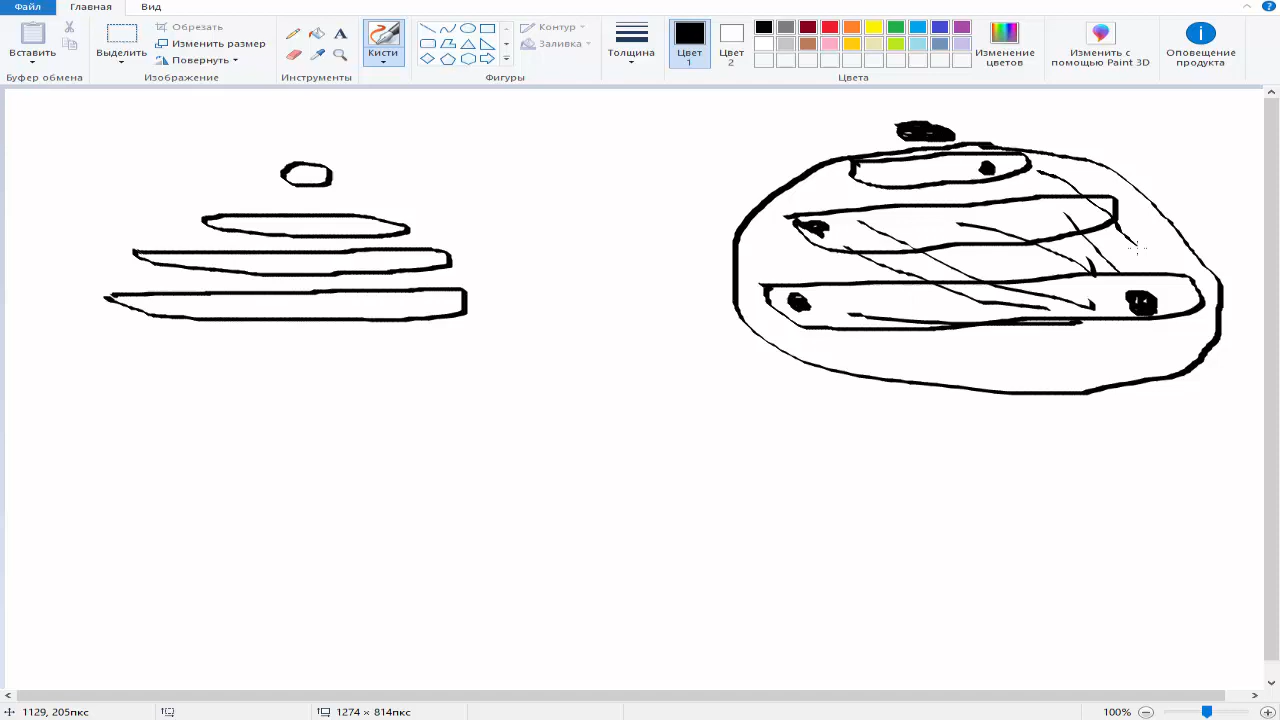 Файл Главная Вид
Вставить
Буфер обмена
Выделить
Обрезать
Изменить размер
Повернуть
Изображение
A
Инструменты
Кисти
Фигуры
Контур
Заливка
Толщина
Цвет 1
Цвет 2
Цвета
Изменение цветов
Изменить с помощью Paint 3D
Оповещение продукта
1129, 205пкс
1274 × 814пкс
100%